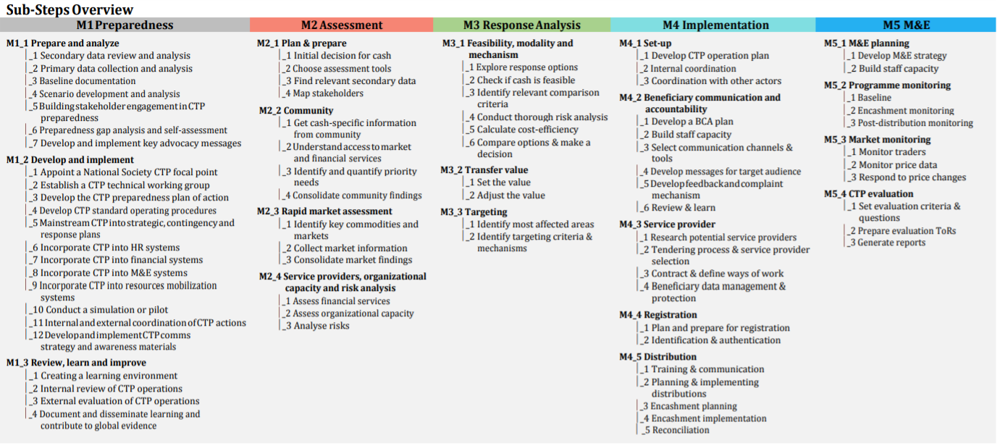 Sub-Steps Overview
M1 Preparedness
M1_1 Prepare and analyze
_1 Secondary data review and analysis
_2 Primary data collection and analysis
_3 Baseline documentation
_4 Scenario development and analysis
_5 Building stakeholder engagement in CTP
preparedness
_6 Preparedness gap analysis and self-assessment
_7 Develop and implement key advocacy messages
M1_2 Develop and implement
_1 Appoint a National Society CTP focal point
_2 Establish a CTP technical working group
_3 Develop the CTP preparedness plan of action
_4 Develop CTP standard operating procedures
_5 Mainstream CTP into strategic, contingency and
response plans
_6 Incorporate CTP into HR systems
_7 Incorporate CTP into financial systems
_8 Incorporate CTP into M&E systems
_9 Incorporate CTP into resources mobilization
systems
_10 Conduct a simulation or pilot
_11 Internal and external coordination of CTP actions
_12 Develop and implement CTP comms
strategy and awareness materials
M1_3 Review, learn and improve
_1 Creating a learning environment
_2 Internal review of CTP operations
_3 External evaluation of CTP operations
_4 Document and disseminate learning and
contribute to global evidence
M2 Assessment
M2_1 Plan & prepare
_1 Initial decision for cash
_2 Choose assessment tools
_3 Find relevant secondary data
_4 Map stakeholders
M2_2 Community
_1 Get cash-specific information
from community
_2 Understand access to market
and financial services
_3 Identify and quantify priority
needs
_4 Consolidate community findings
M2_3 Rapid market assessment
_1 Identify key commodities and
markets
_2 Collect market information
_3 Consolidate market findings
M2_4 Service providers, organizational
capacity and risk analysis
_1 Assess financial services
_2 Assess organizational capacity
_3 Analyse risks
M3 Response Analysis
M3_1 Feasibility, modality and
mechanism
_1 Explore response options
_2 Check if cash is feasible
_3 Identify relevant comparison
criteria
_4 Conduct thorough risk analysis
_5 Calculate cost-efficiency
_6 Compare options & make a
decision
M3_2 Transfer value
_1 Set the value
_2 Adjust the value
M3_3 Targeting
_1 Identify most affected areas
_2 Identify targeting criteria &
mechanisms
M4 Implementation
M4_1 Set-up
_1 Develop CTP operation plan
_2 Internal coordination
_3 Coordination with other actors
M4_2 Beneficiary communication and
accountability
_1 Develop a BCA plan
_2 Build staff capacity
_3 Select communication channels &
tools
_4 Develop messages for target audience
_5 Develop feedback and complaint
mechanism
_6 Review & learn
M4_3 Service provider
_1 Research potential service providers
_2 Tendering process & service provider
selection
_3 Contract & define ways of work
_4 Beneficiary data management &
protection
M4_4 Registration
_1 Plan and prepare for registration
_2 Identification & authentication
M4_5 Distribution
_1 Training & communication
_2 Planning & implementing
distributions
_3 Encashment planning
_4 Encashment implementation
_5 Reconciliation
M5 M&E
M5_1 M&E planning
_1 Develop M&E strategy
_2 Build staff capacity
M5_2 Programme monitoring
_1 Baseline
_2 Encashment monitoring
_3 Post-distribution monitoring
M5_3 Market monitoring
_1 Monitor traders
_2 Monitor price data
_3 Respond to price changes
M5_4 CTP evaluation
_1 Set evaluation criteria &
questions
_2 Prepare evaluation ToRs
_3 Generate reports